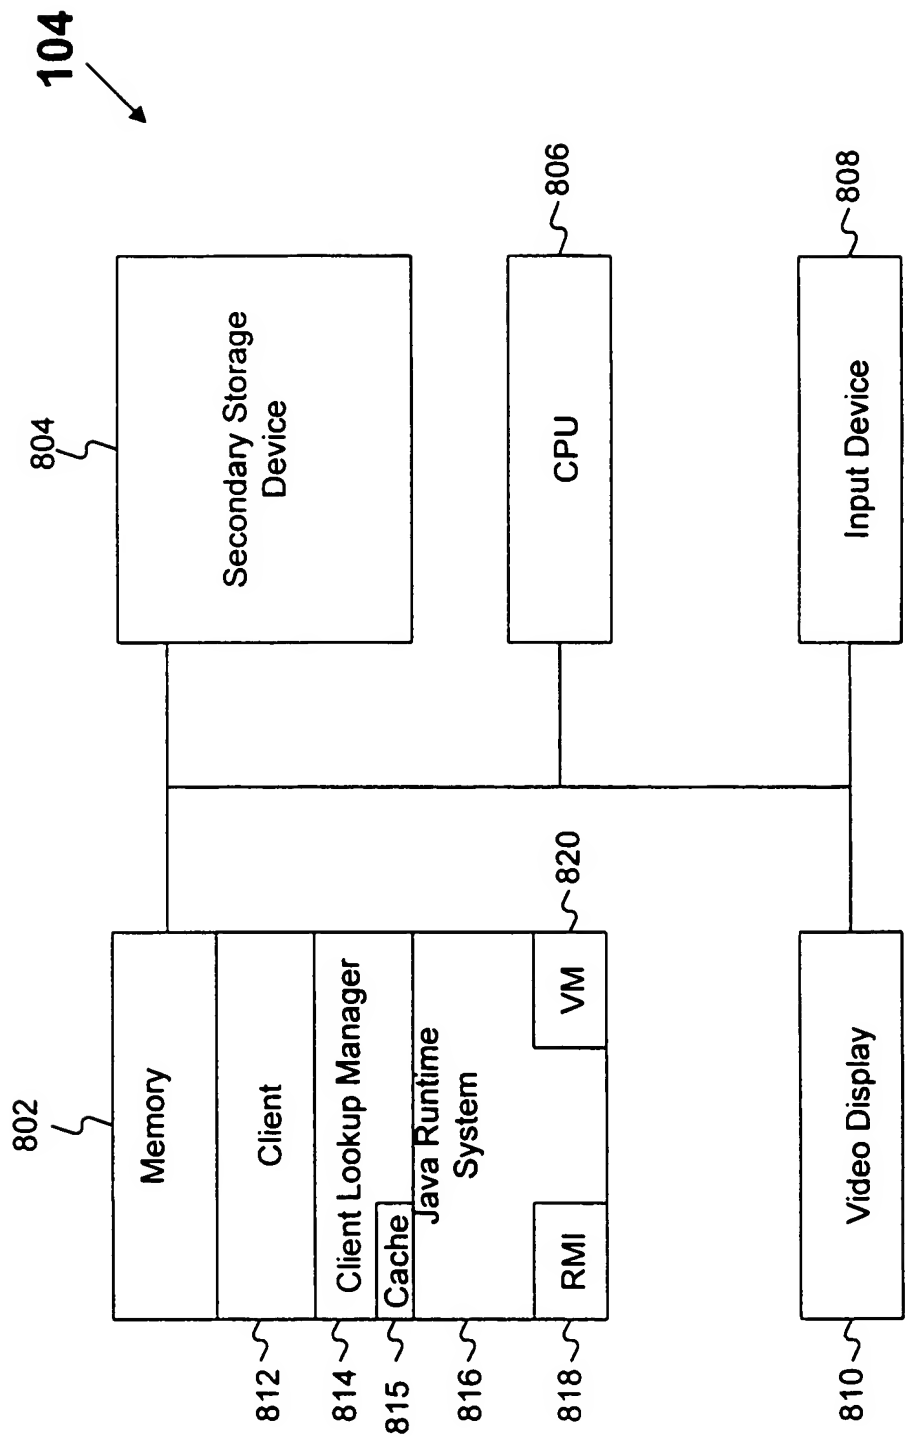 104
802
Memory
812
Client
814
Client Lookup Manager
815
Cache
816
Java Runtime
System
818
RMI
VM
820
804
Secondary Storage
Device
CPU
806
810
Video Display
Input Device
808